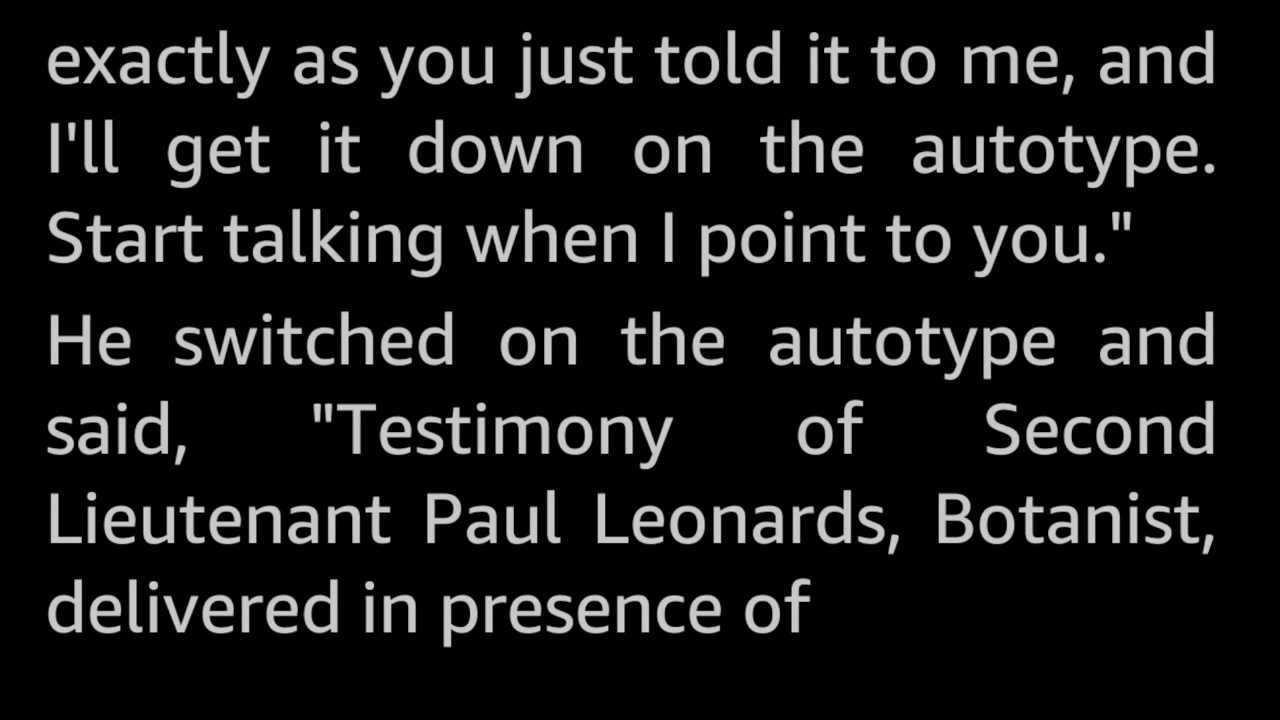 exactly as you just told it to me, and
I'll get it down on the autotype.
Start talking when I point to you."
He switched on the autotype and
said, "Testimony of Second
Lieutenant Paul Leonards, Botanist,
delivered in presence of